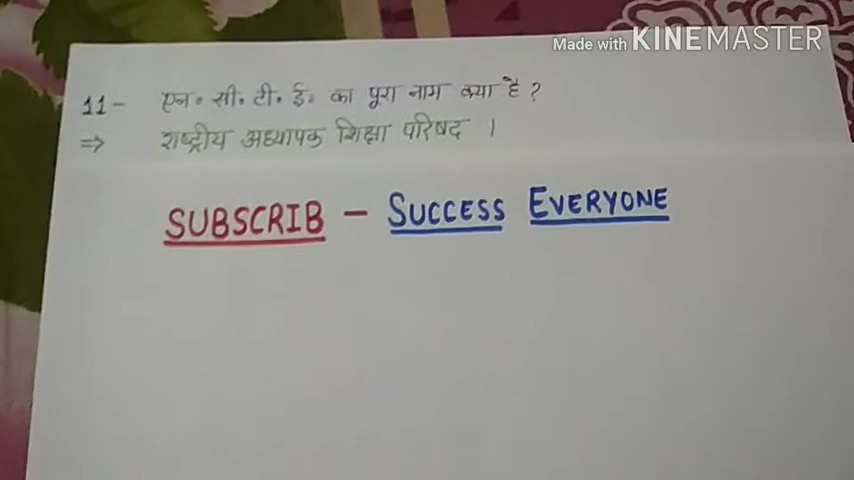 Made with KINEMASTER
11- एन॰ सी॰ टी॰ ई॰ का पूरा नाम क्या है ?
⇒ राष्ट्रीय अध्यापक शिक्षा परिषद ।
SUBSCRIB - SUCCESS EVERYONE